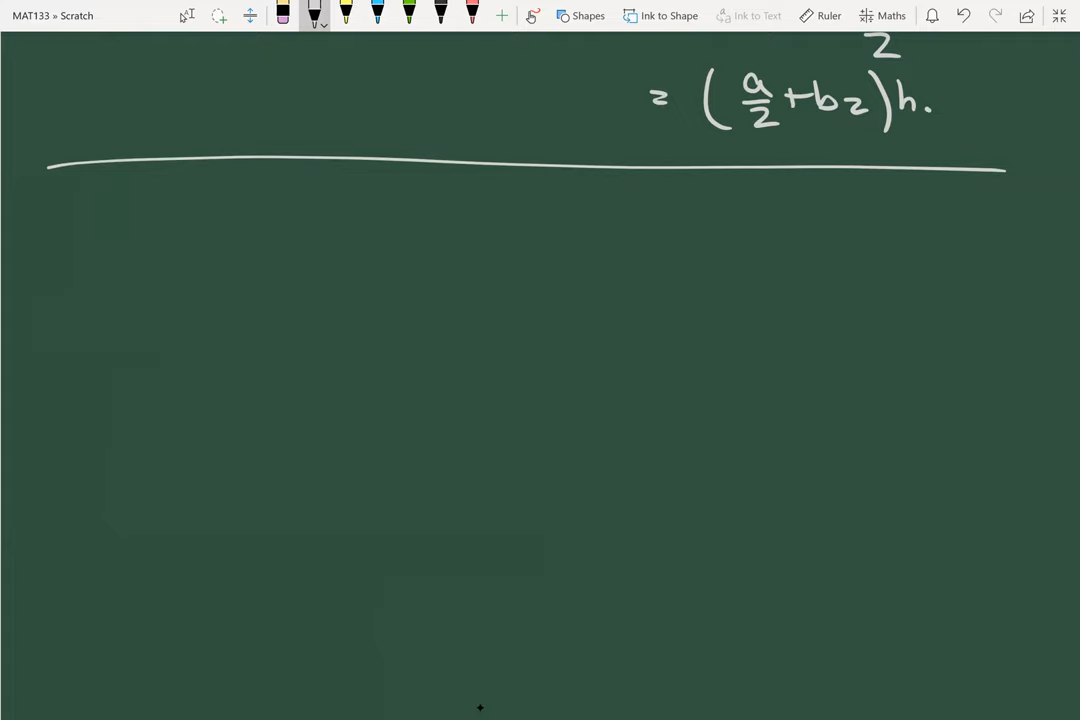 MAT133 » Scratch
Shapes
Ink to Shape
Ink to Text
Ruler
Maths
2
= (a/2 + bz)h.